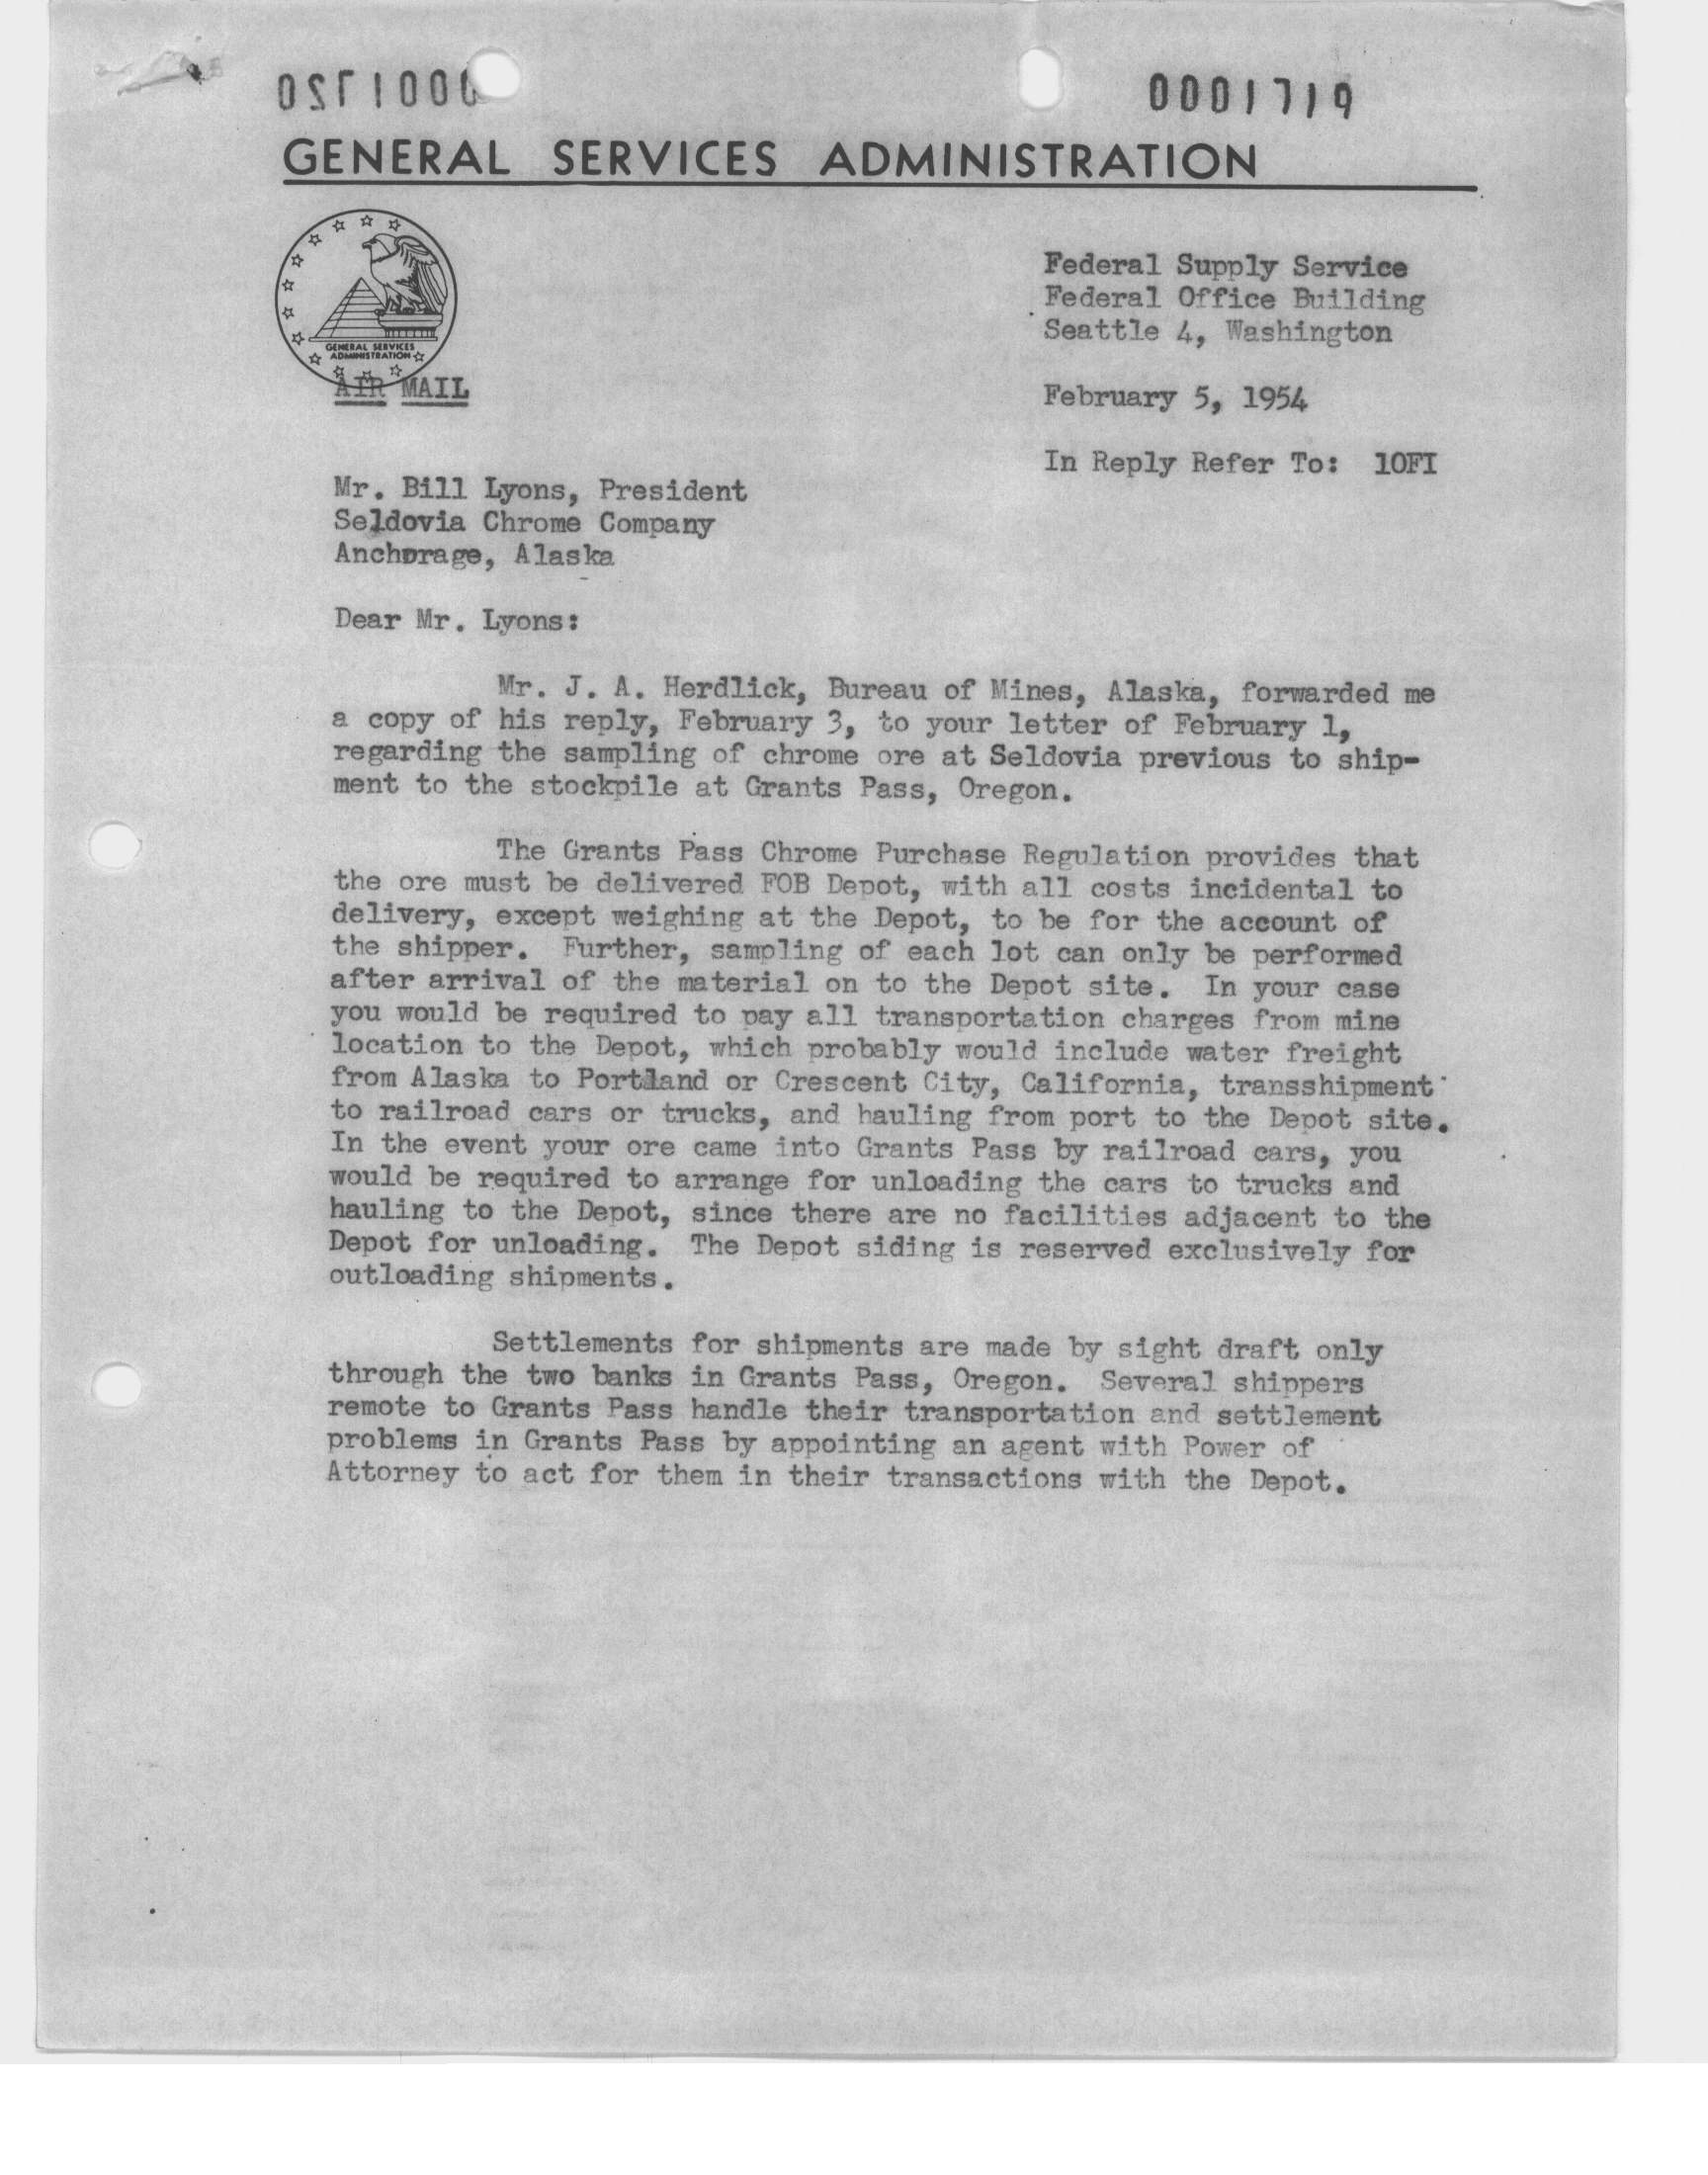 0001719
GENERAL SERVICES ADMINISTRATION
GENERAL SERVICES
ADMINISTRATION
Federal Supply Service
Federal Office Building
Seattle 4, Washington
AIR MAIL
February 5, 1954
In Reply Refer To: 10FI
Mr. Bill Lyons, President
Seldovia Chrome Company
Anchorage, Alaska
Dear Mr. Lyons:
Mr. J. A. Herdlick, Bureau of Mines, Alaska, forwarded me
a copy of his reply, February 3, to your letter of February 1,
regarding the sampling of chrome ore at Seldovia previous to ship-
ment to the stockpile at Grants Pass, Oregon.
The Grants Pass Chrome Purchase Regulation provides that
the ore must be delivered FOB Depot, with all costs incidental to
delivery, except weighing at the Depot, to be for the account of
the shipper. Further, sampling of each lot can only be performed
after arrival of the material on to the Depot site. In your case
you would be required to pay all transportation charges from mine
location to the Depot, which probably would include water freight
from Alaska to Portland or Crescent City, California, transshipment
to railroad cars or trucks, and hauling from port to the Depot site.
In the event your ore came into Grants Pass by railroad cars, you
would be required to arrange for unloading the cars to trucks and
hauling to the Depot, since there are no facilities adjacent to the
Depot for unloading. The Depot siding is reserved exclusively for
outloading shipments.
Settlements for shipments are made by sight draft only
through the two banks in Grants Pass, Oregon. Several shippers
remote to Grants Pass handle their transportation and settlement
problems in Grants Pass by appointing an agent with Power of
Attorney to act for them in their transactions with the Depot.